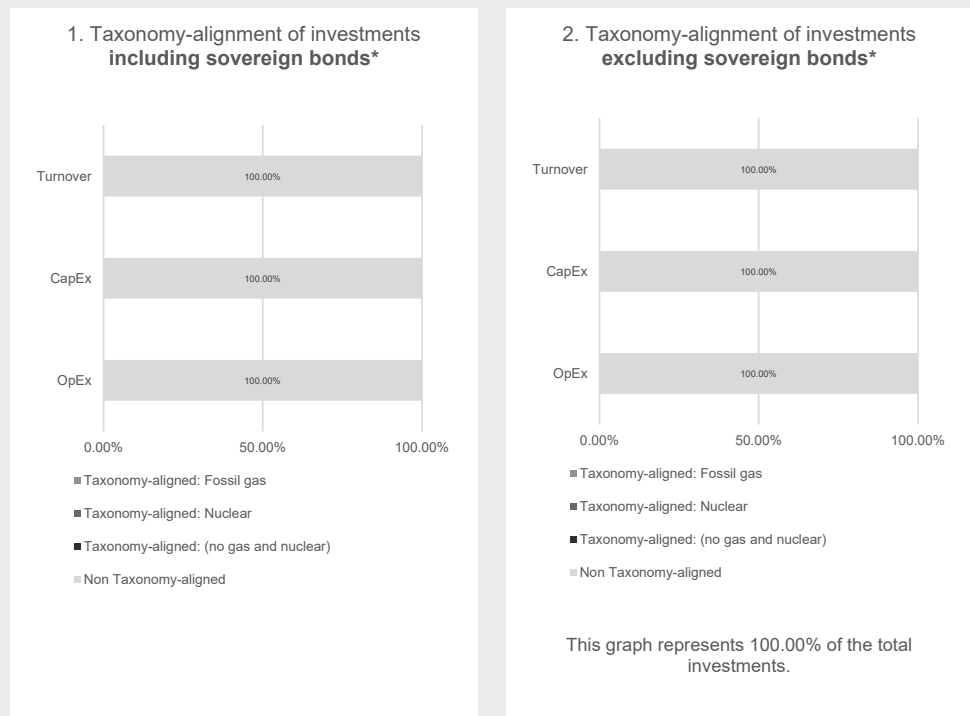 1. Taxonomy-alignment of investments
including sovereign bonds*
Turnover
100.00%
CapEx
100.00%
OpEx
100.00%
0.00% 50.00% 100.00%
Taxonomy-aligned: Fossil gas
Taxonomy-aligned: Nuclear
Taxonomy-aligned: (no gas and nuclear)
Non Taxonomy-aligned
2. Taxonomy-alignment of investments
excluding sovereign bonds*
Turnover
100.00%
CapEx
100.00%
OpEx
100.00%
0.00% 50.00% 100.00%
Taxonomy-aligned: Fossil gas
Taxonomy-aligned: Nuclear
Taxonomy-aligned: (no gas and nuclear)
Non Taxonomy-aligned
This graph represents 100.00% of the total
investments.